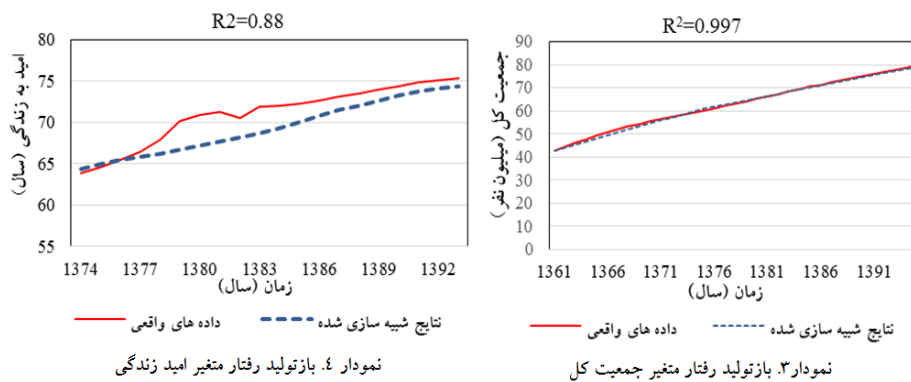 R2=0.88
80
75
70
65
60
55
امید به زندگی (سال)
1374 1377 1380 1383 1386 1389 1392
زمان (سال)
داده های واقعی
نتایج شبیه سازی شده
نمودار ٤. بازتولید رفتار متغیر امید زندگی
R²=0.997
90
80
70
60
50
40
30
20
10
0
جمعیت کل (میلیون نفر)
1361 1366 1371 1376 1381 1386 1391
زمان (سال)
داده های واقعی
نتایج شبیه سازی شده
نمودار۳. بازتولید رفتار متغیر جمعیت کل